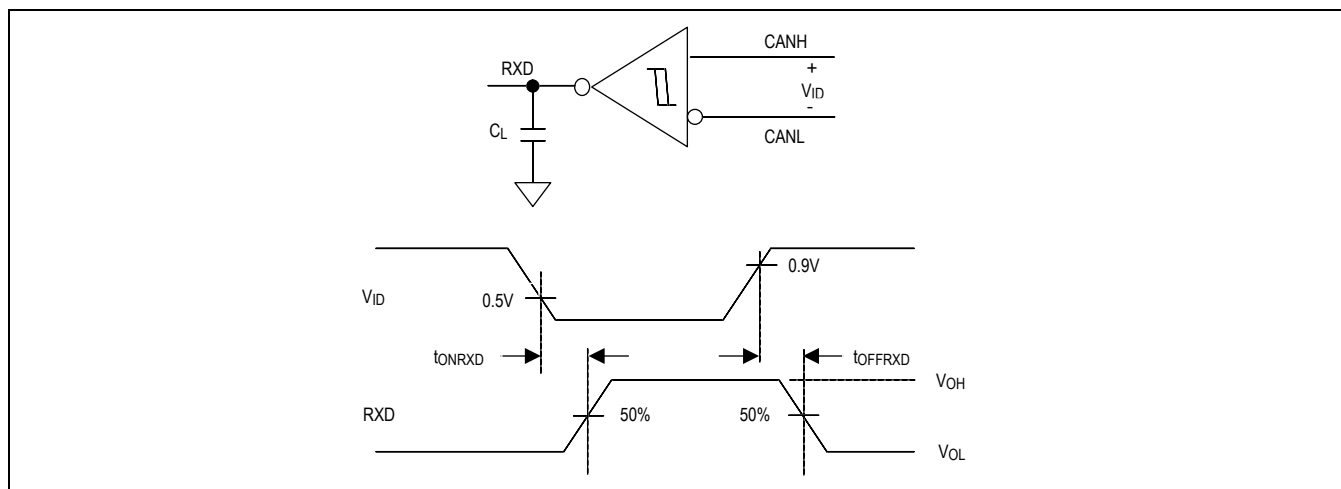 CANH
RXD
+
VID
-
CL
CANL
0.9V
VID
0.5V
tONRXD
tOFFRXD
VOH
RXD
50%
50%
VOL